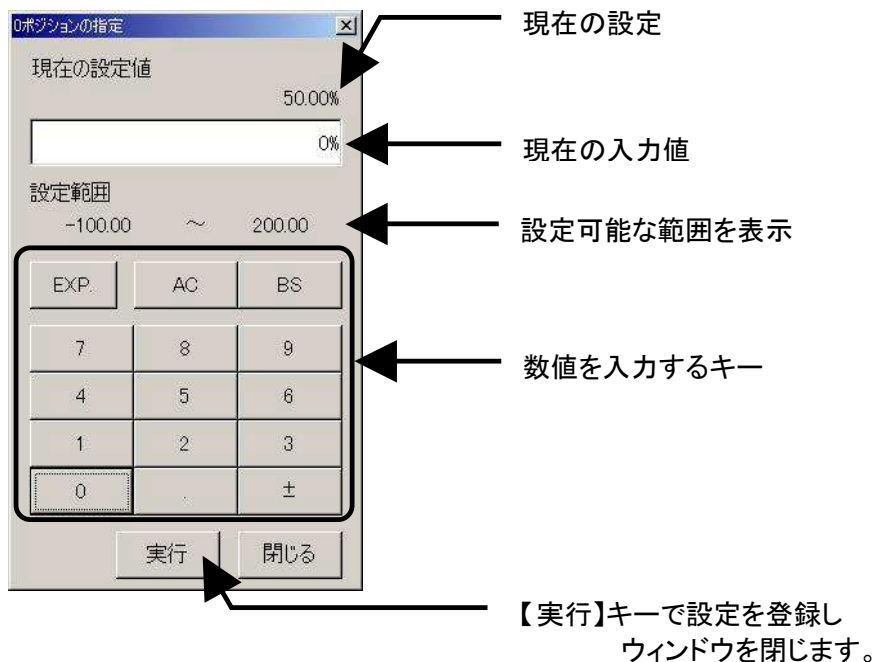 0ポジションの指定
現在の設定
現在の設定値
50.00%
0%
現在の入力値
設定範囲
-100.00 ～ 200.00
設定可能な範囲を表示
EXP. AC BS
7 8 9
数値を入力するキー
4 5 6
1 2 3
0 . ±
実行 閉じる
【実行】キーで設定を登録し
ウィンドウを閉じます。